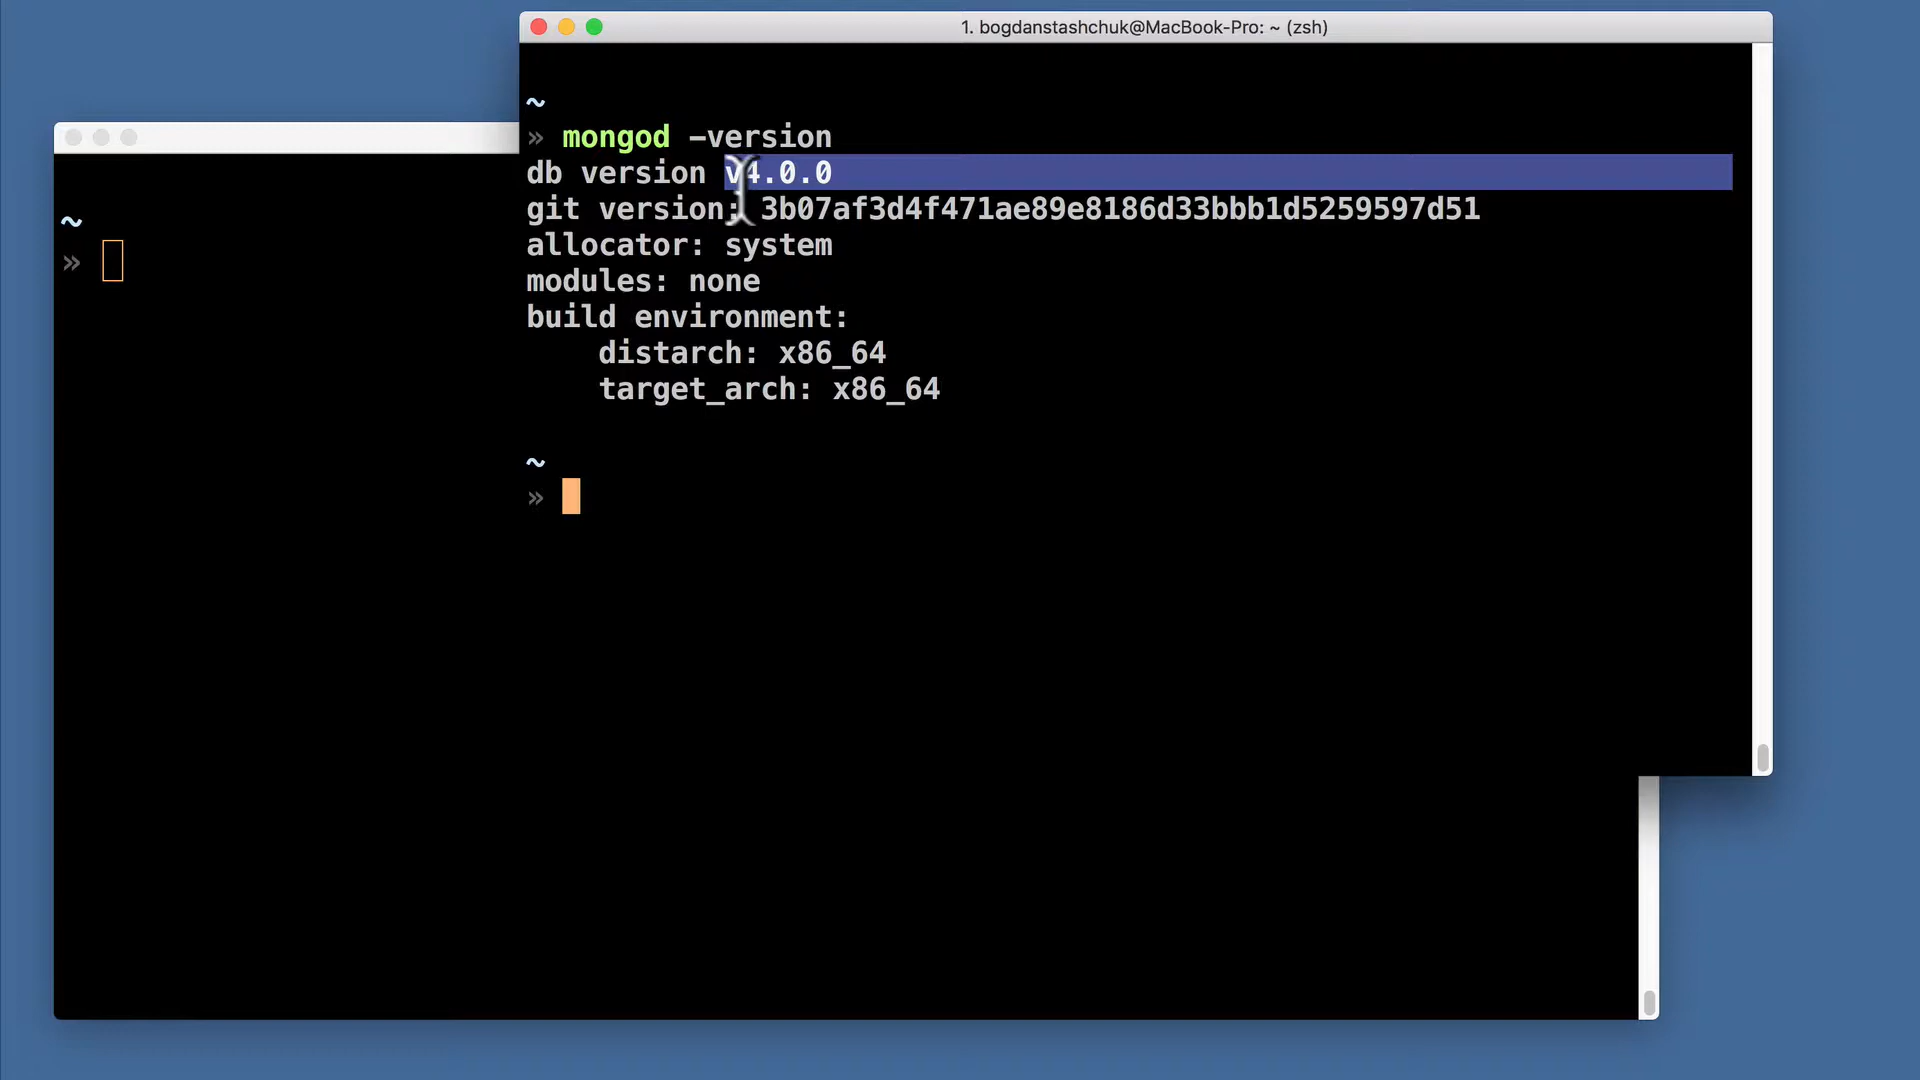 1. bogdanstashchuk@MacBook-Pro: ~ (zsh)
~
» mongod -version
db version v4.0.0
git version: 3b07af3d4f471ae89e8186d33bbb1d5259597d51
allocator: system
modules: none
build environment:
    distarch: x86_64
    target_arch: x86_64
~
»
~
»